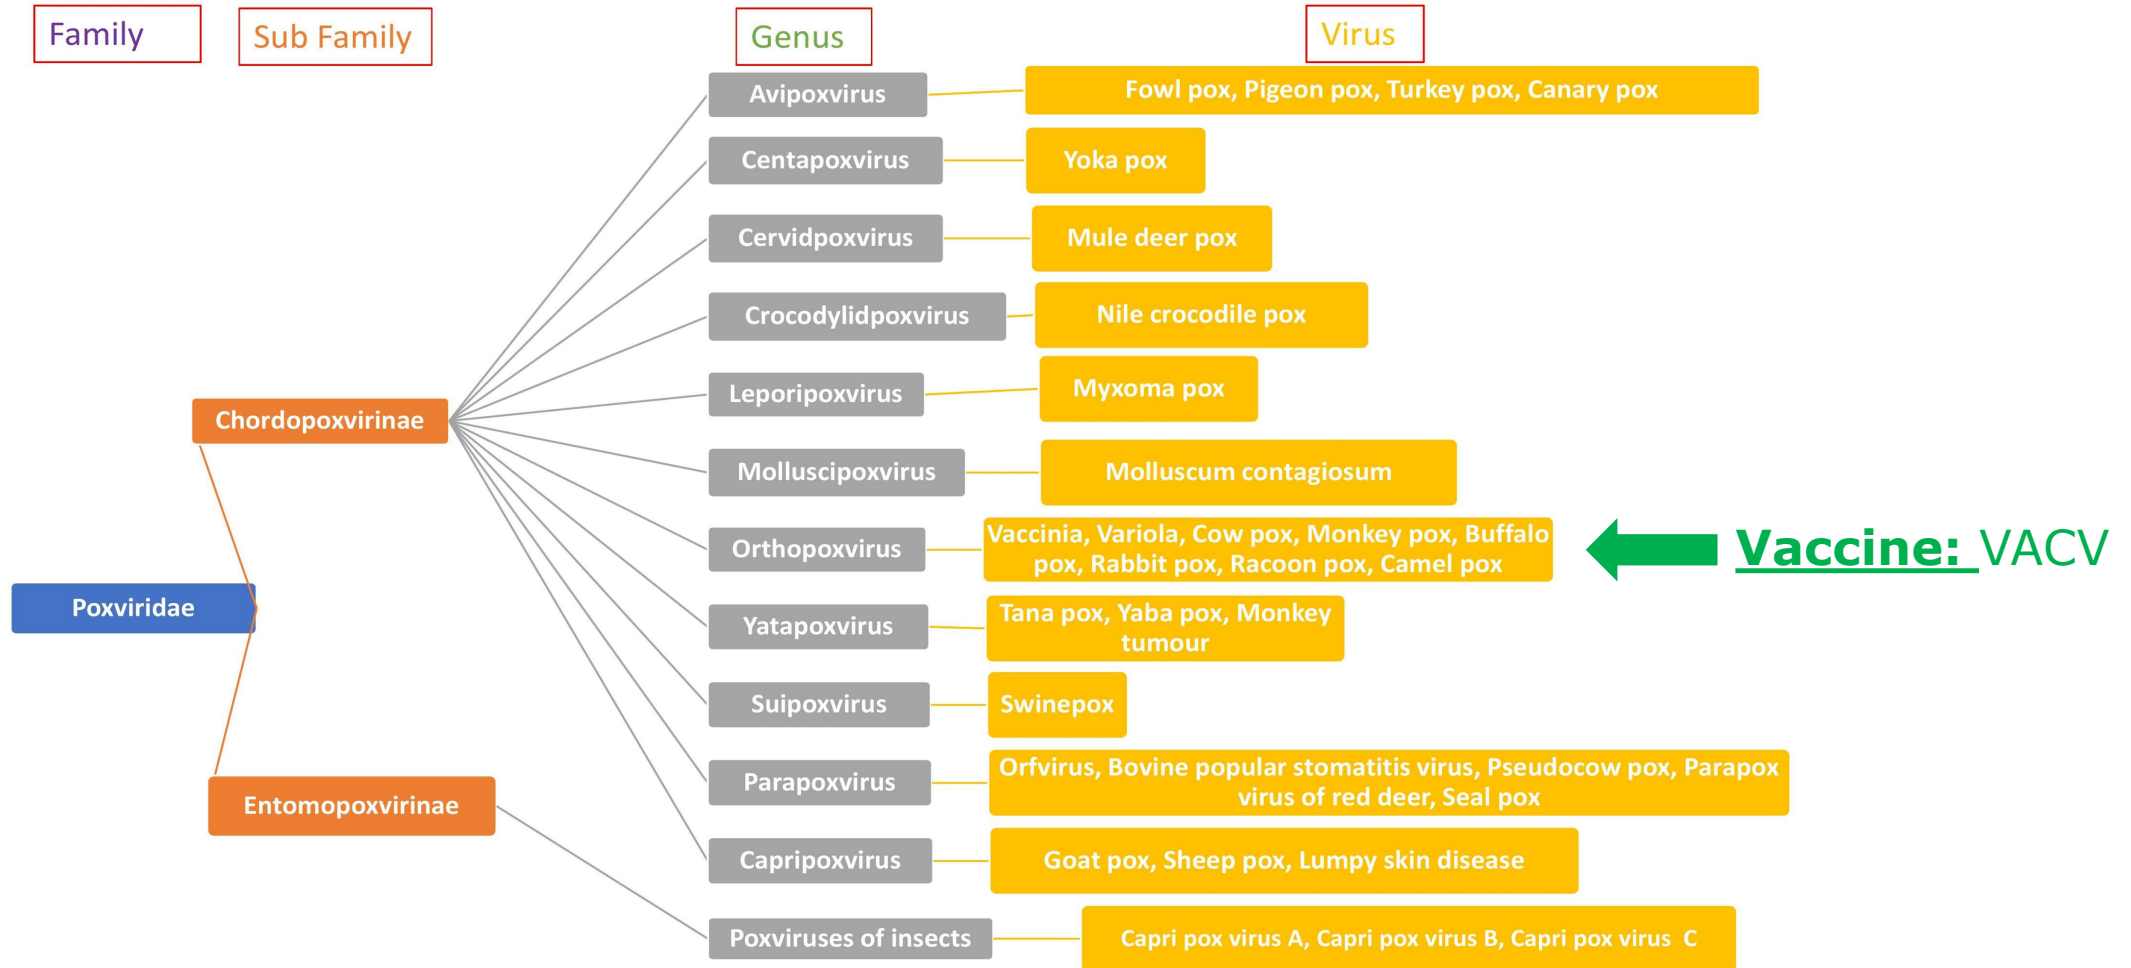 Family
Sub Family
Genus
Virus
Avipoxvirus
Fowl pox, Pigeon pox, Turkey pox, Canary pox
Centapoxvirus
Yoka pox
Cervidpoxvirus
Mule deer pox
Crocodylidpoxvirus
Nile crocodile pox
Leporipoxvirus
Myxoma pox
Chordopoxvirinae
Molluscipoxvirus
Molluscum contagiosum
Orthopoxvirus
Vaccinia, Variola, Cow pox, Monkey pox, Buffalo
pox, Rabbit pox, Racoon pox, Camel pox
Vaccine: VACV
Poxviridae
Yatapoxvirus
Tana pox, Yaba pox, Monkey
tumour
Suipoxvirus
Swinepox
Parapoxvirus
Orfvirus, Bovine popular stomatitis virus, Pseudocow pox, Parapox
virus of red deer, Seal pox
Entomopoxvirinae
Capripoxvirus
Goat pox, Sheep pox, Lumpy skin disease
Poxviruses of insects
Capri pox virus A, Capri pox virus B, Capri pox virus C